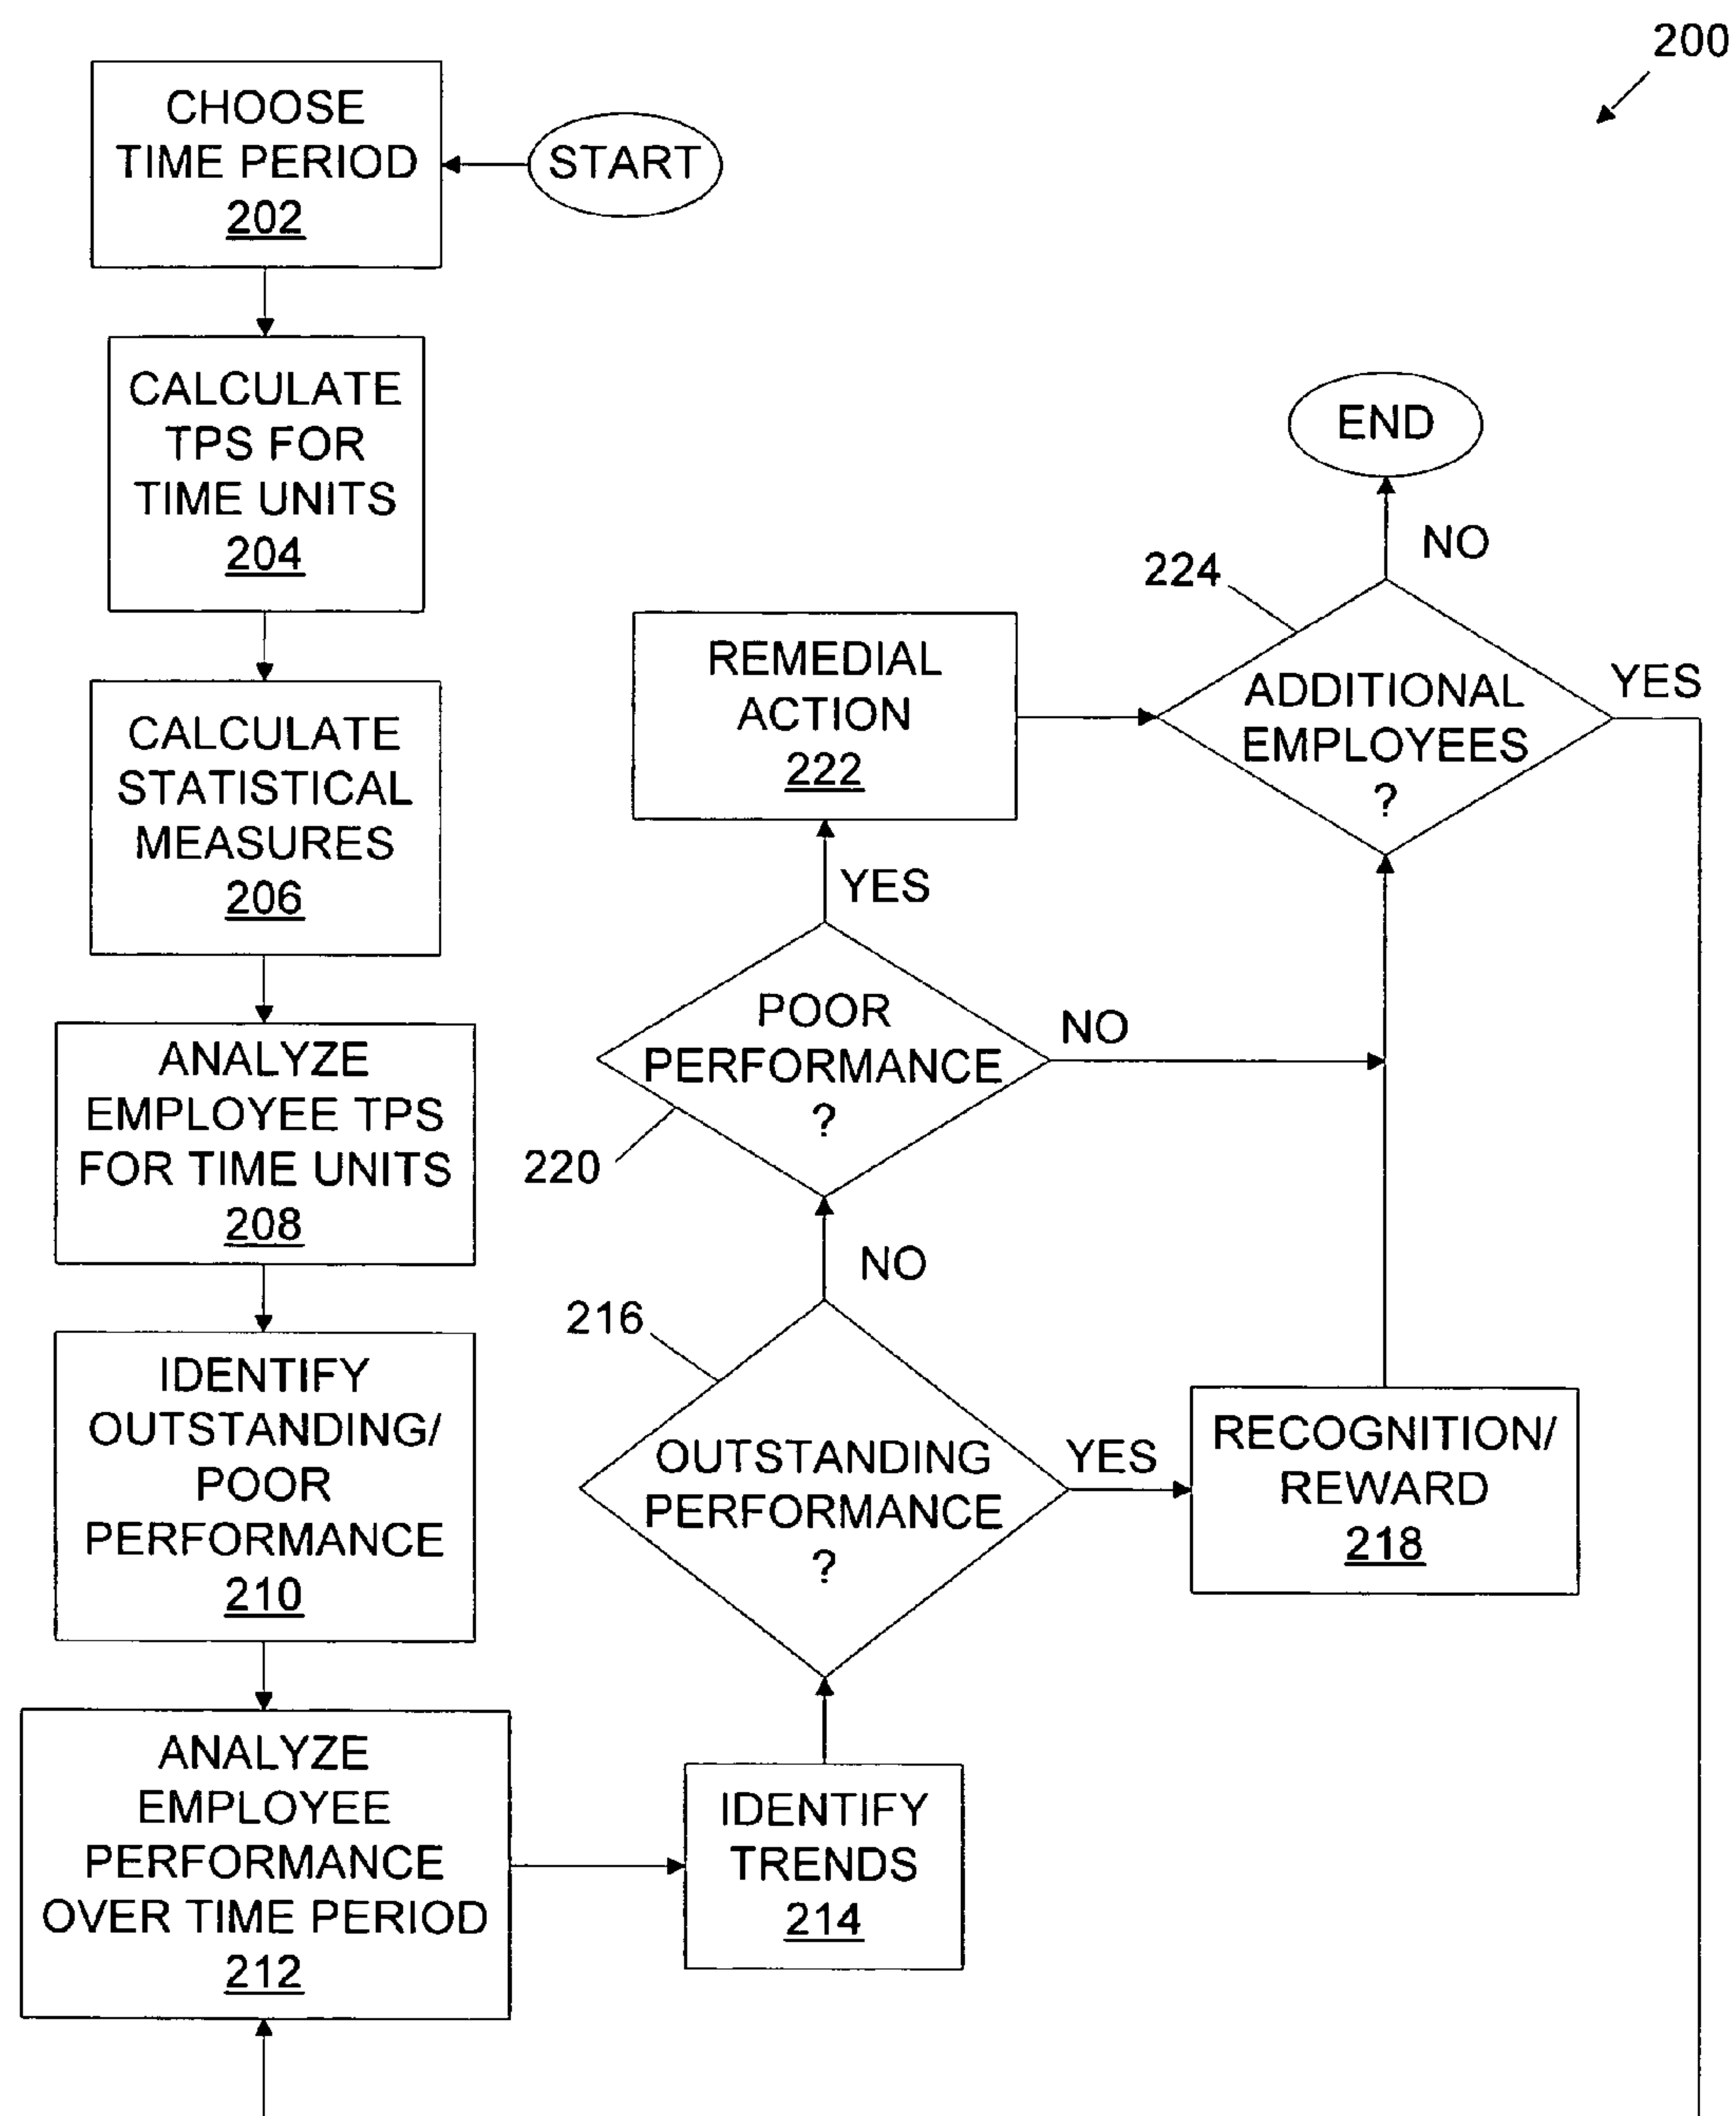 200
CHOOSE
TIME PERIOD
202
START
CALCULATE
TPS FOR
TIME UNITS
204
CALCULATE
STATISTICAL
MEASURES
206
ANALYZE
EMPLOYEE TPS
FOR TIME UNITS
208
IDENTIFY
OUTSTANDING/
POOR
PERFORMANCE
210
ANALYZE
EMPLOYEE
PERFORMANCE
OVER TIME PERIOD
212
IDENTIFY
TRENDS
214
216
OUTSTANDING
PERFORMANCE
?
YES
RECOGNITION/
REWARD
218
NO
220
POOR
PERFORMANCE
?
NO
YES
REMEDIAL
ACTION
222
224
ADDITIONAL
EMPLOYEES
?
YES
NO
END